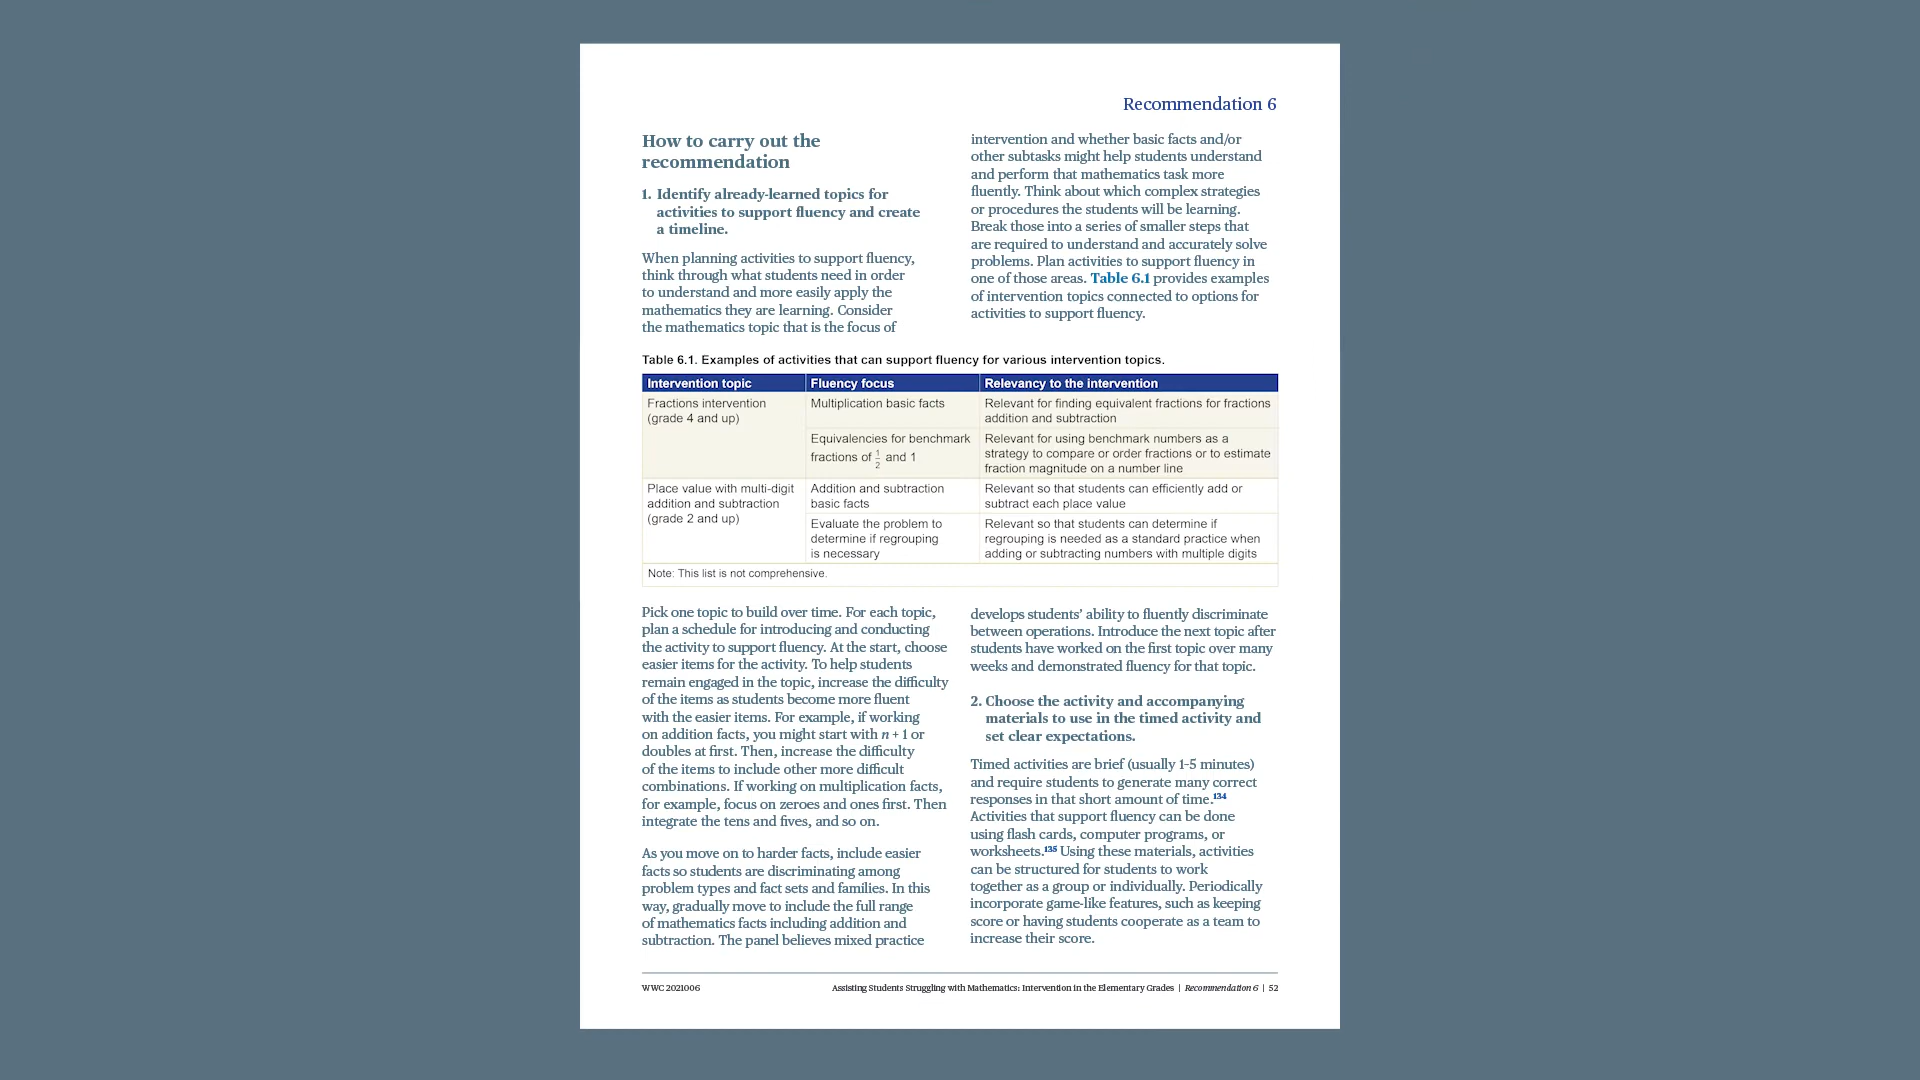 Recommendation 6
How to carry out the
recommendation
1. Identify already-learned topics for
activities to support fluency and create
a timeline.
When planning activities to support fluency,
think through what students need in order
to understand and more easily apply the
mathematics they are learning. Consider
the mathematics topic that is the focus of
intervention and whether basic facts and/or
other subtasks might help students understand
and perform that mathematics task more
fluently. Think about which complex strategies
or procedures the students will be learning.
Break those into a series of smaller steps that
are required to understand and accurately solve
problems. Plan activities to support fluency in
one of those areas. Table 6.1 provides examples
of intervention topics connected to options for
activities to support fluency.
Table 6.1. Examples of activities that can support fluency for various intervention topics.
Intervention topic Fluency focus Relevancy to the intervention
Fractions intervention
(grade 4 and up)
Multiplication basic facts
Relevant for finding equivalent fractions for fractions
addition and subtraction
Equivalencies for benchmark
fractions of 1/2 and 1
Relevant for using benchmark numbers as a
strategy to compare or order fractions or to estimate
fraction magnitude on a number line
Place value with multi-digit
addition and subtraction
(grade 2 and up)
Addition and subtraction
basic facts
Relevant so that students can efficiently add or
subtract each place value
Evaluate the problem to
determine if regrouping
is necessary
Relevant so that students can determine if
regrouping is needed as a standard practice when
adding or subtracting numbers with multiple digits
Note: This list is not comprehensive.
Pick one topic to build over time. For each topic,
plan a schedule for introducing and conducting
the activity to support fluency. At the start, choose
easier items for the activity. To help students
remain engaged in the topic, increase the difficulty
of the items as students become more fluent
with the easier items. For example, if working
on addition facts, you might start with n + 1 or
doubles at first. Then, increase the difficulty
of the items to include other more difficult
combinations. If working on multiplication facts,
for example, focus on zeroes and ones first. Then
integrate the tens and fives, and so on.
As you move on to harder facts, include easier
facts so students are discriminating among
problem types and fact sets and families. In this
way, gradually move to include the full range
of mathematics facts including addition and
subtraction. The panel believes mixed practice
develops students' ability to fluently discriminate
between operations. Introduce the next topic after
students have worked on the first topic over many
weeks and demonstrated fluency for that topic.
2. Choose the activity and accompanying
materials to use in the timed activity and
set clear expectations.
Timed activities are brief (usually 1–5 minutes)
and require students to generate many correct
responses in that short amount of time.134
Activities that support fluency can be done
using flash cards, computer programs, or
worksheets.135 Using these materials, activities
can be structured for students to work
together as a group or individually. Periodically
incorporate game-like features, such as keeping
score or having students cooperate as a team to
increase their score.
WWC 2021006
Assisting Students Struggling with Mathematics: Intervention in the Elementary Grades | Recommendation 6 | 52